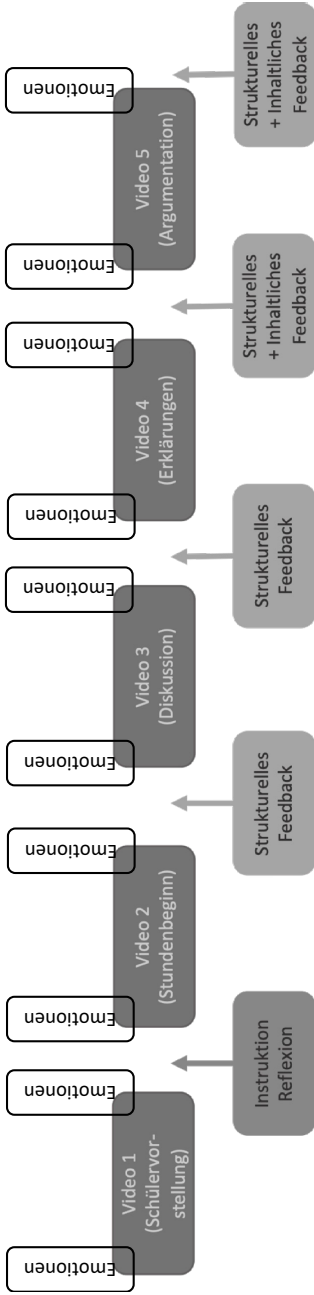 Emotionen
Emotionen
Emotionen
Emotionen
Emotionen
Emotionen
Emotionen
Emotionen
Emotionen
Emotionen
Video 1
(Schülervor-
stellung)
Video 2
(Stundenbeginn)
Video 3
(Diskussion)
Video 4
(Erklärungen)
Video 5
(Argumentation)
Instruktion
Reflexion
Strukturelles
Feedback
Strukturelles
Feedback
Strukturelles
+ Inhaltliches
Feedback
Strukturelles
+ Inhaltliches
Feedback